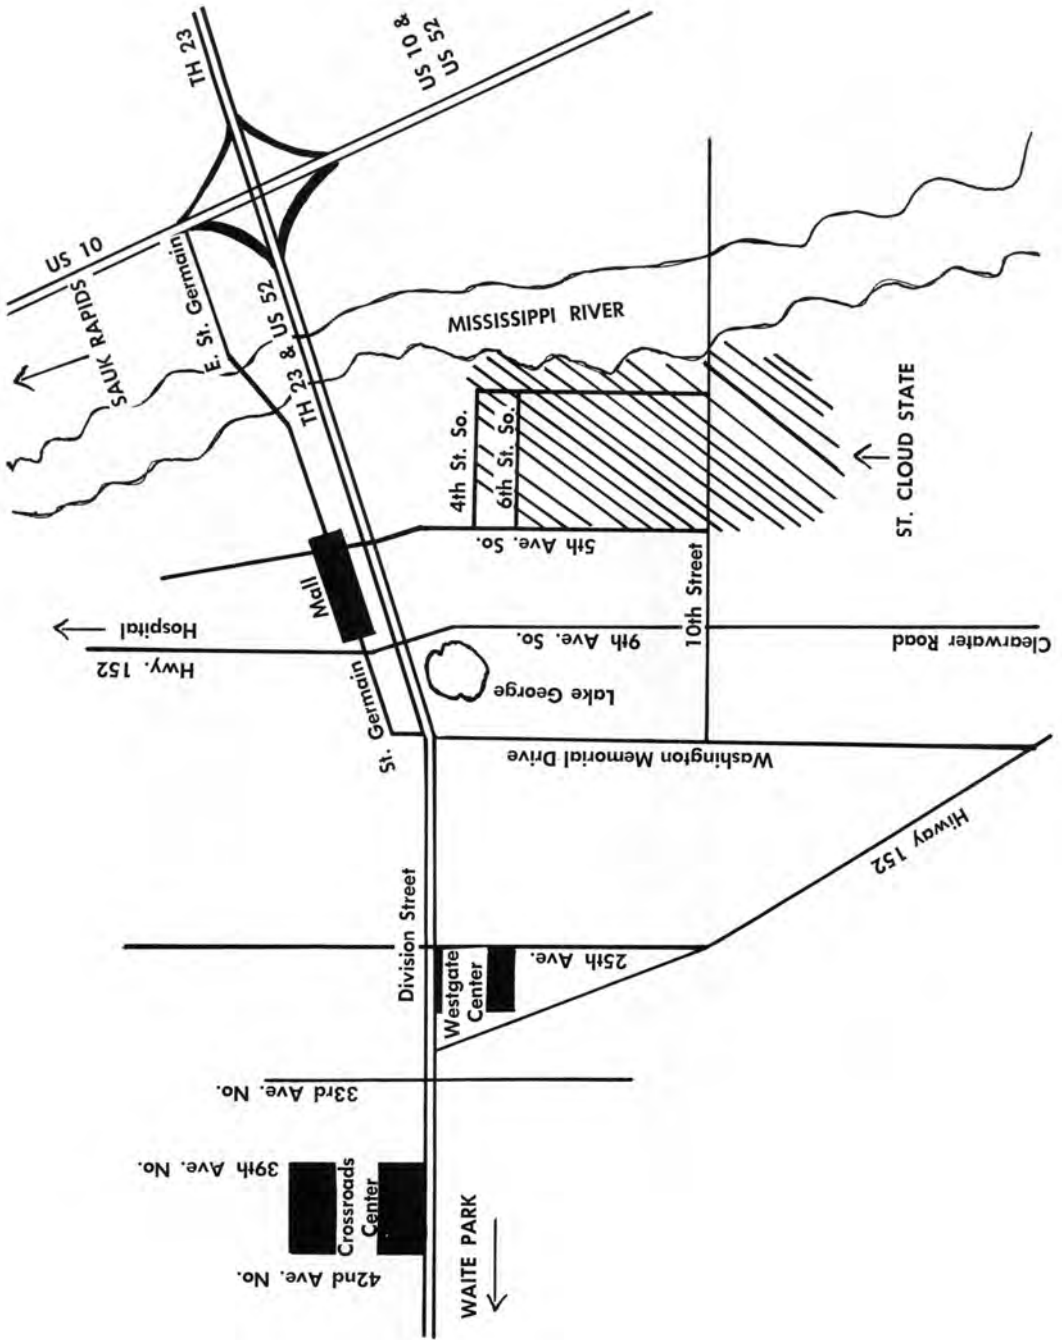 TH 23
US 10 &
US 52
US 10
SAUK RAPIDS
E. St. Germain
TH 23 & US 52
MISSISSIPPI RIVER
4th St. So.
6th St. So.
5th Ave. So.
ST. CLOUD STATE
Mall
Hospital
Hwy. 152
St. Germain
Lake George
9th Ave. So.
10th Street
Clearwater Road
Washington Memorial Drive
Hiway 152
Division Street
Westgate
Center
25th Ave.
33rd Ave. No.
39th Ave. No.
Crossroads
Center
42nd Ave. No.
WAITE PARK